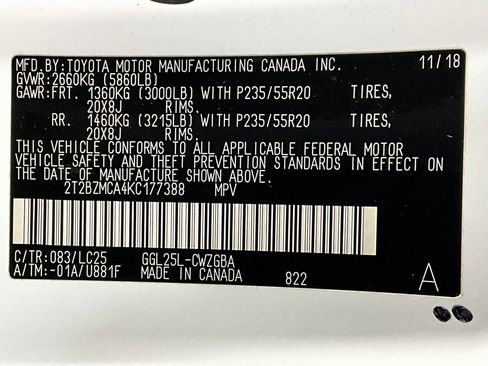 MFD.BY: TOYOTA MOTOR MANUFACTURING CANADA INC. 11/18
GVWR: 2660KG (5860LB)
GAWR: FRT. 1360KG (3000LB) WITH P235/55R20 TIRES,
20X8J RIMS.
RR. 1460KG (3215LB) WITH P235/55R20 TIRES,
20X8J RIMS.
THIS VEHICLE CONFORMS TO ALL APPLICABLE FEDERAL MOTOR
VEHICLE SAFETY AND THEFT PREVENTION STANDARDS IN EFFECT ON
THE DATE OF MANUFACTURE SHOWN ABOVE.
2T2BZMCA4KC177388 MPV
C/TR: 083/LC25 GGL25L-CWZGBA
A/TM: -01A/U881F MADE IN CANADA 822 A